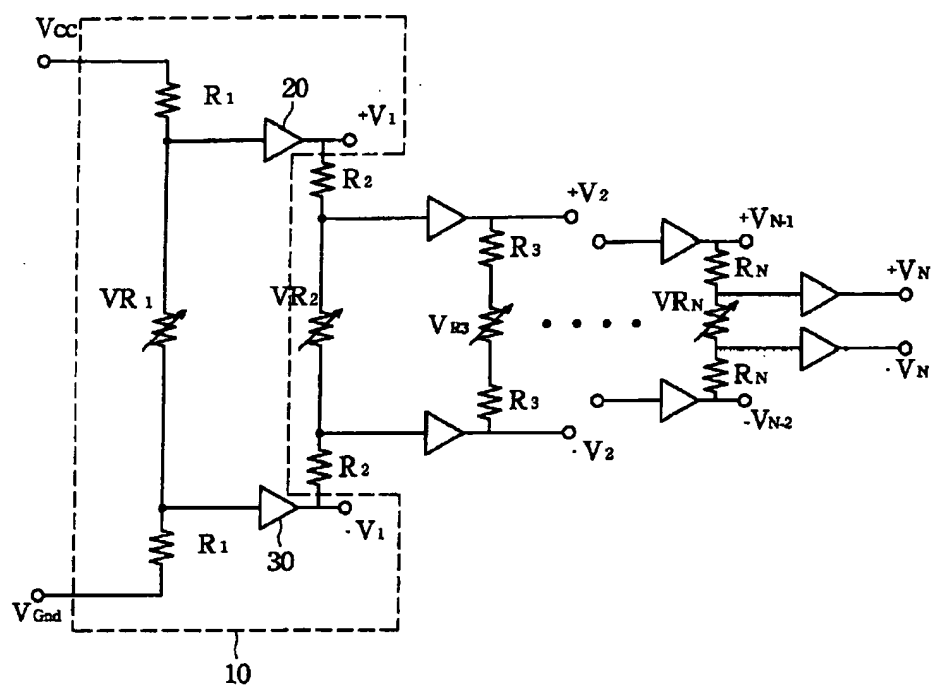 Vcc
R1
20
+V1
R2
+V2
R3
+VN-1
RN
+VN
VR1
VR2
VR3
VRN
-VN
RN
-VN-2
R3
-V2
R2
-V1
R1
30
VGnd
10